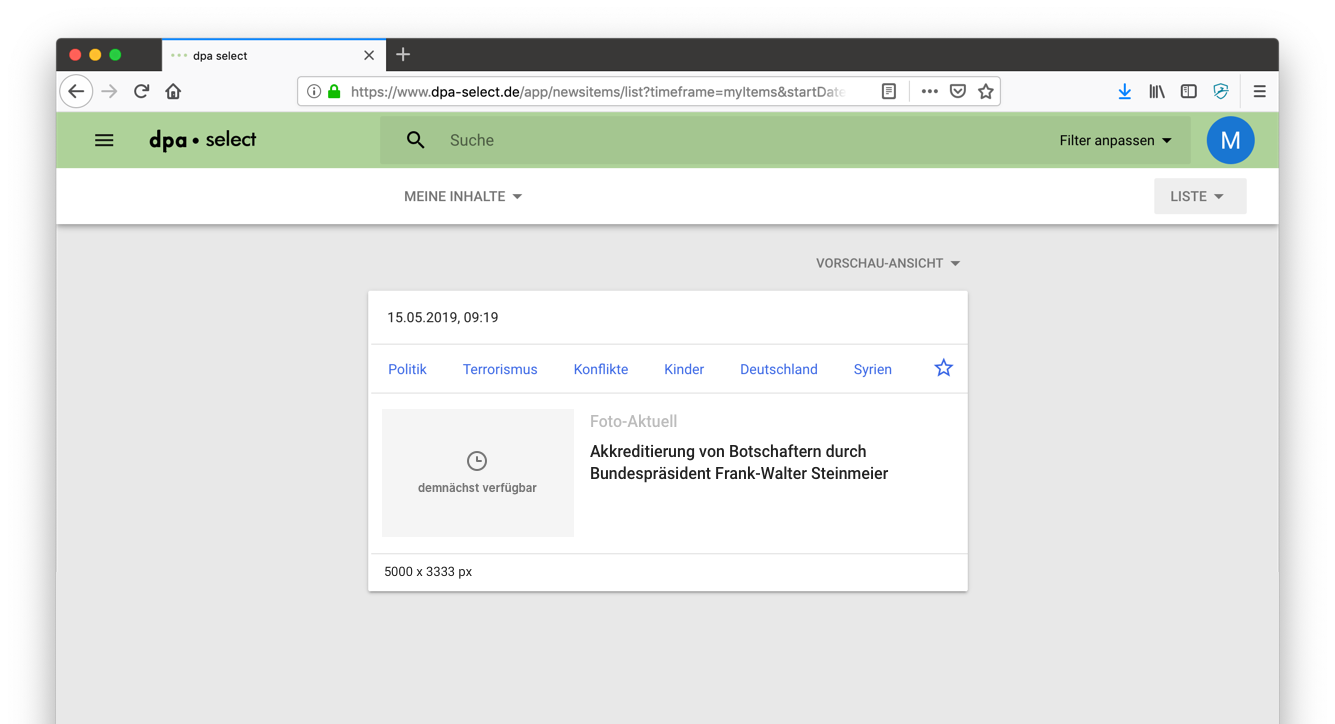 dpa select
https://www.dpa-select.de/app/newsitems/list?timeframe=myItems&startDate
dpa • select
Suche
Filter anpassen
M
MEINE INHALTE
LISTE
VORSCHAU-ANSICHT
15.05.2019, 09:19
Politik Terrorismus Konflikte Kinder Deutschland Syrien
Foto-Aktuell
Akkreditierung von Botschaftern durch
Bundespräsident Frank-Walter Steinmeier
demnächst verfügbar
5000 x 3333 px